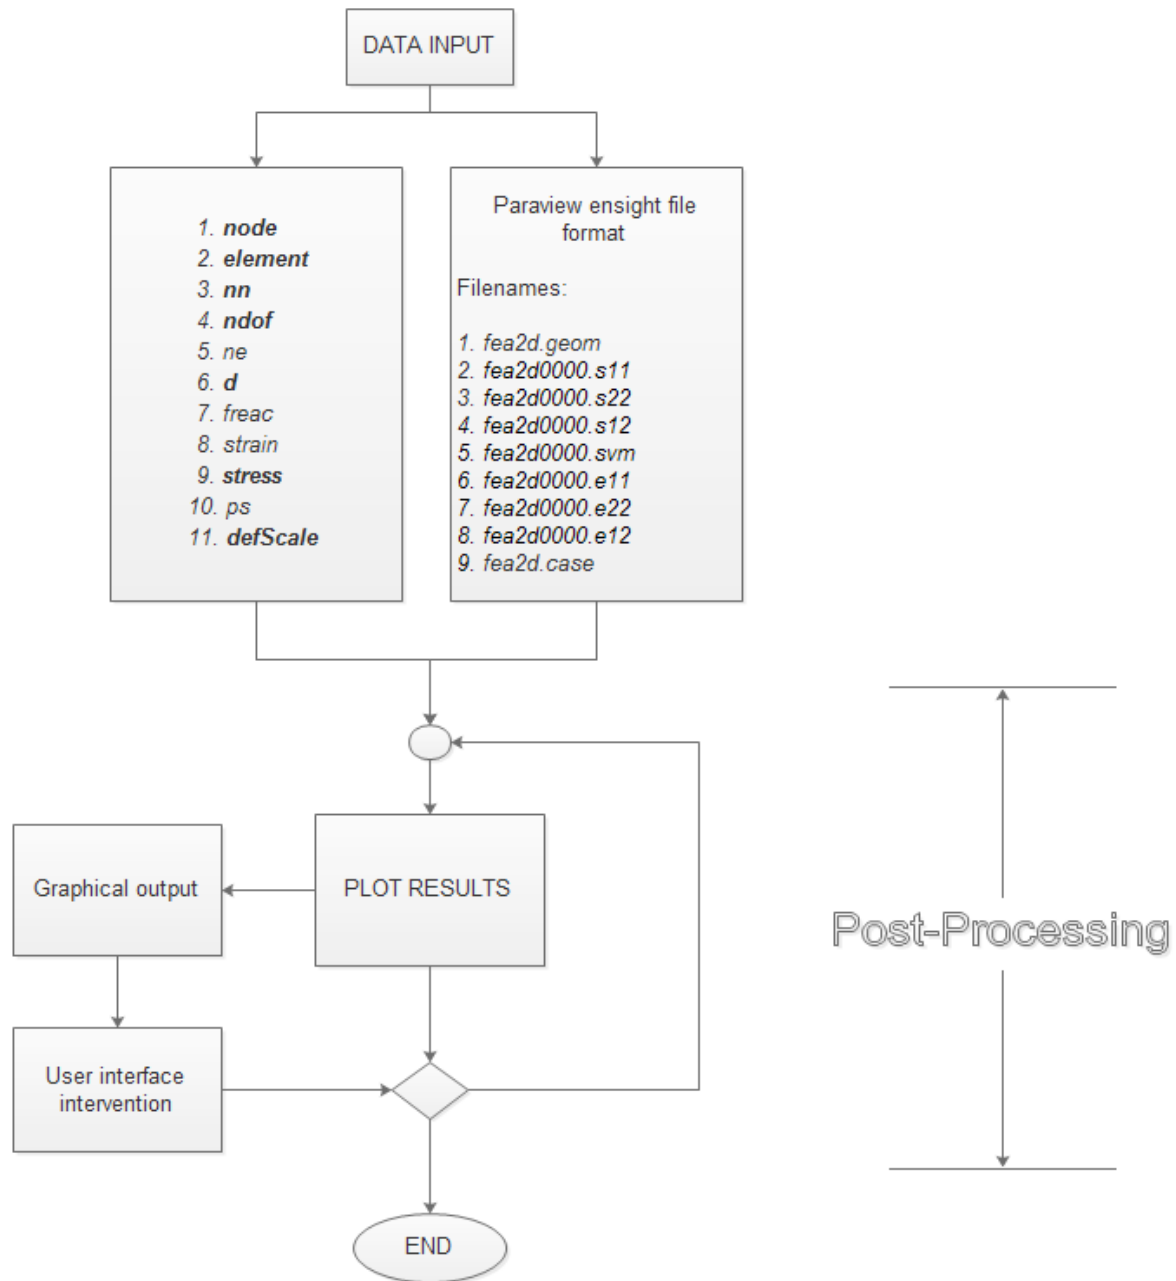 DATA INPUT
1. node
2. element
3. nn
4. ndof
5. ne
6. d
7. freac
8. strain
9. stress
10. ps
11. defScale
Paraview ensight file
format
Filenames:
1. fea2d.geom
2. fea2d0000.s11
3. fea2d0000.s22
4. fea2d0000.s12
5. fea2d0000.svm
6. fea2d0000.e11
7. fea2d0000.e22
8. fea2d0000.e12
9. fea2d.case
Graphical output
PLOT RESULTS
Post-Processing
User interface
intervention
END